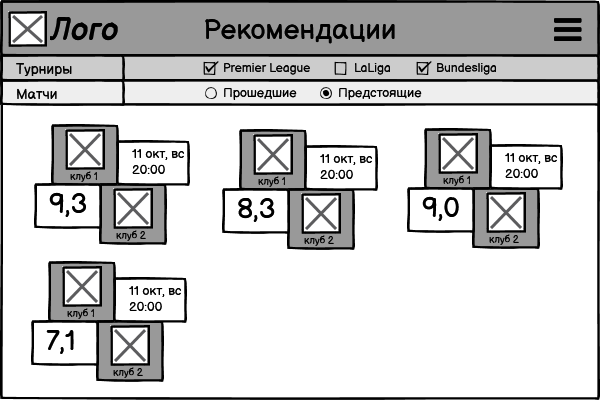 Лого
Рекомендации
Турниры
Premier League
LaLiga
Bundesliga
Матчи
Прошедшие
Предстоящие
клуб 1
11 окт, вс
20:00
9,3
клуб 2
клуб 1
11 окт, вс
20:00
8,3
клуб 2
клуб 1
11 окт, вс
20:00
9,0
клуб 2
клуб 1
11 окт, вс
20:00
7,1
клуб 2